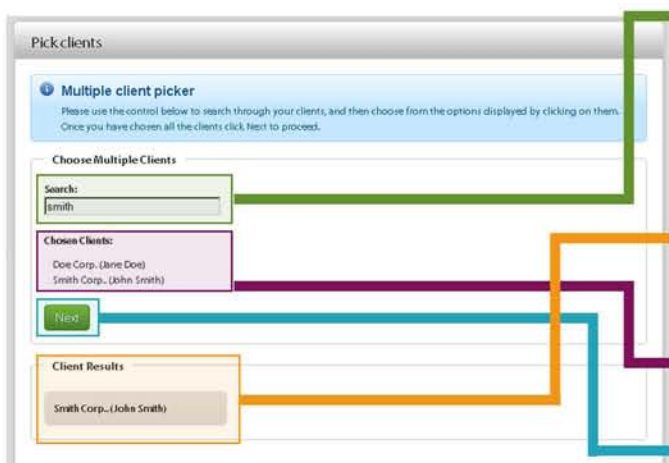 Pick clients
Multiple client picker
Please use the control below to search through your clients, and then choose from the options displayed by clicking on them.
Once you have chosen all the clients click Next to proceed.
Choose Multiple Clients
Search:
smith
Chosen Clients:
Doe Corp. (Jane Doe)
Smith Corp.. (John Smith)
Next
Client Results
Smith Corp.. (John Smith)